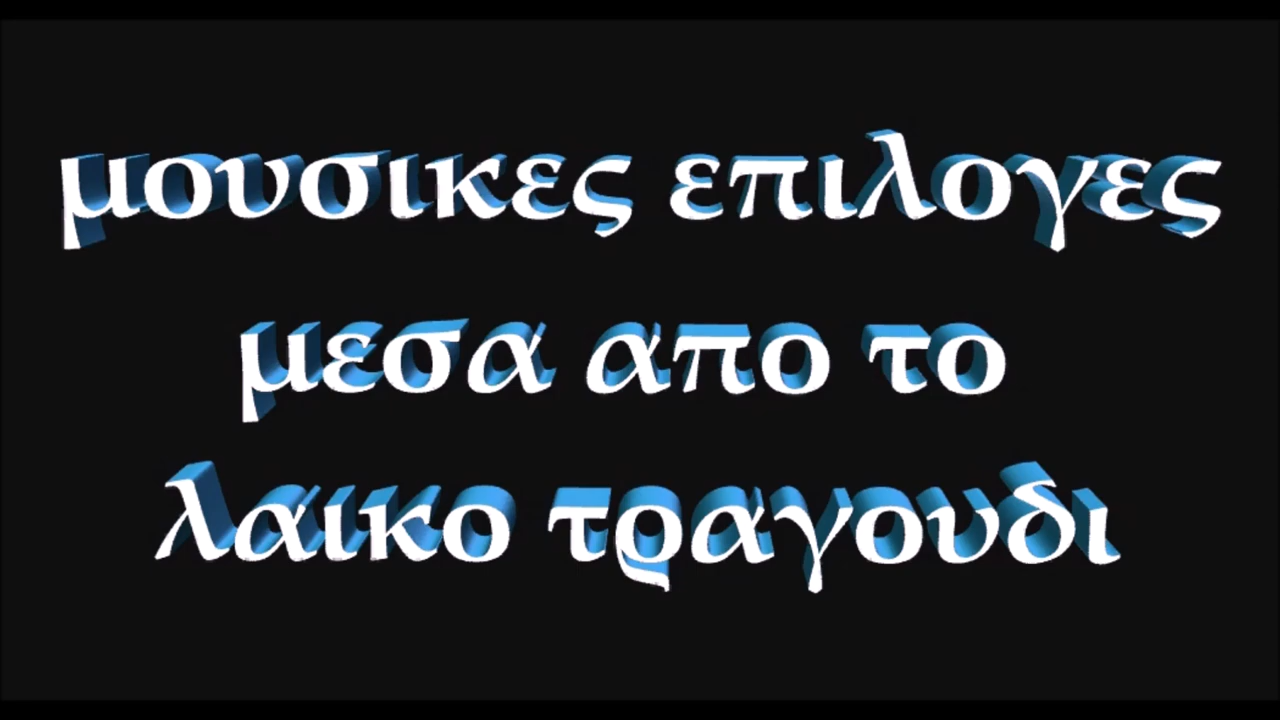 μουσικες επιλογες
μεσα απο το
λαικο τραγουδι